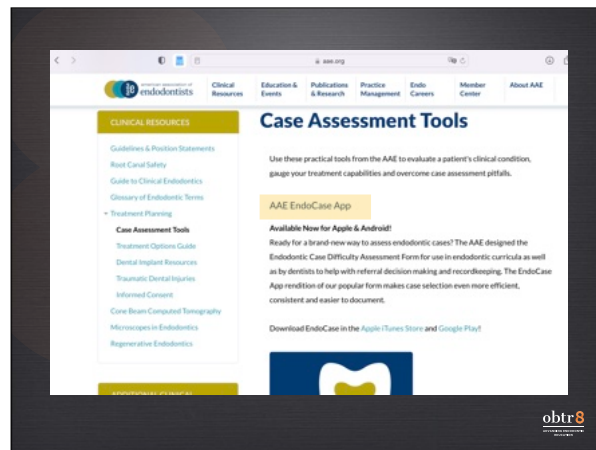 aae.org
american association of
endodontists
Clinical
Resources
Education &
Events
Publications
& Research
Practice
Management
Endo
Careers
Member
Center
About AAE
CLINICAL RESOURCES
Guidelines & Position Statements
Root Canal Safety
Guide to Clinical Endodontics
Glossary of Endodontic Terms
Treatment Planning
Case Assessment Tools
Treatment Options Guide
Dental Implant Resources
Traumatic Dental Injuries
Informed Consent
Cone Beam Computed Tomography
Microscopes in Endodontics
Regenerative Endodontics
Case Assessment Tools
Use these practical tools from the AAE to evaluate a patient's clinical condition,
gauge your treatment capabilities and overcome case assessment pitfalls.
AAE EndoCase App
Available Now for Apple & Android!
Ready for a brand-new way to assess endodontic cases? The AAE designed the
Endodontic Case Difficulty Assessment Form for use in endodontic curricula as well
as by dentists to help with referral decision making and recordkeeping. The EndoCase
App rendition of our popular form makes case selection even more efficient,
consistent and easier to document.
Download EndoCase in the Apple iTunes Store and Google Play!
obtr8